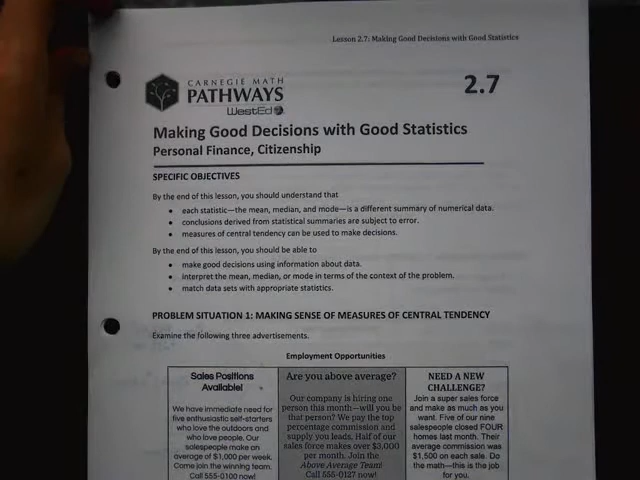 Lesson 2.7: Making Good Decisions with Good Statistics
CARNEGIE MATH
PATHWAYS
WestEd
2.7
Making Good Decisions with Good Statistics
Personal Finance, Citizenship
SPECIFIC OBJECTIVES
By the end of this lesson, you should understand that
• each statistic—the mean, median, and mode—is a different summary of numerical data.
• conclusions derived from statistical summaries are subject to error.
• measures of central tendency can be used to make decisions.
By the end of this lesson, you should be able to
• make good decisions using information about data.
• interpret the mean, median, or mode in terms of the context of the problem.
• match data sets with appropriate statistics.
PROBLEM SITUATION 1: MAKING SENSE OF MEASURES OF CENTRAL TENDENCY
Examine the following three advertisements.
Employment Opportunities
Sales Positions
Available!
We have immediate need for
five enthusiastic self-starters
who love the outdoors and
who love people. Our
salespeople make an
average of $1,000 per week.
Come join the winning team.
Call 555-0100 now!
Are you above average?
Our company is hiring one
person this month—will you be
that person? We pay the top
percentage commission and
supply you leads. Half of our
sales force makes over $3,000
per month. Join the
Above Average Team!
Call 555-0127 now!
NEED A NEW
CHALLENGE?
Join a super sales force
and make as much as you
want. Five of our nine
salespeople closed FOUR
homes last month. Their
average commission was
$1,500 on each sale. Do
the math—this is the job
for you.